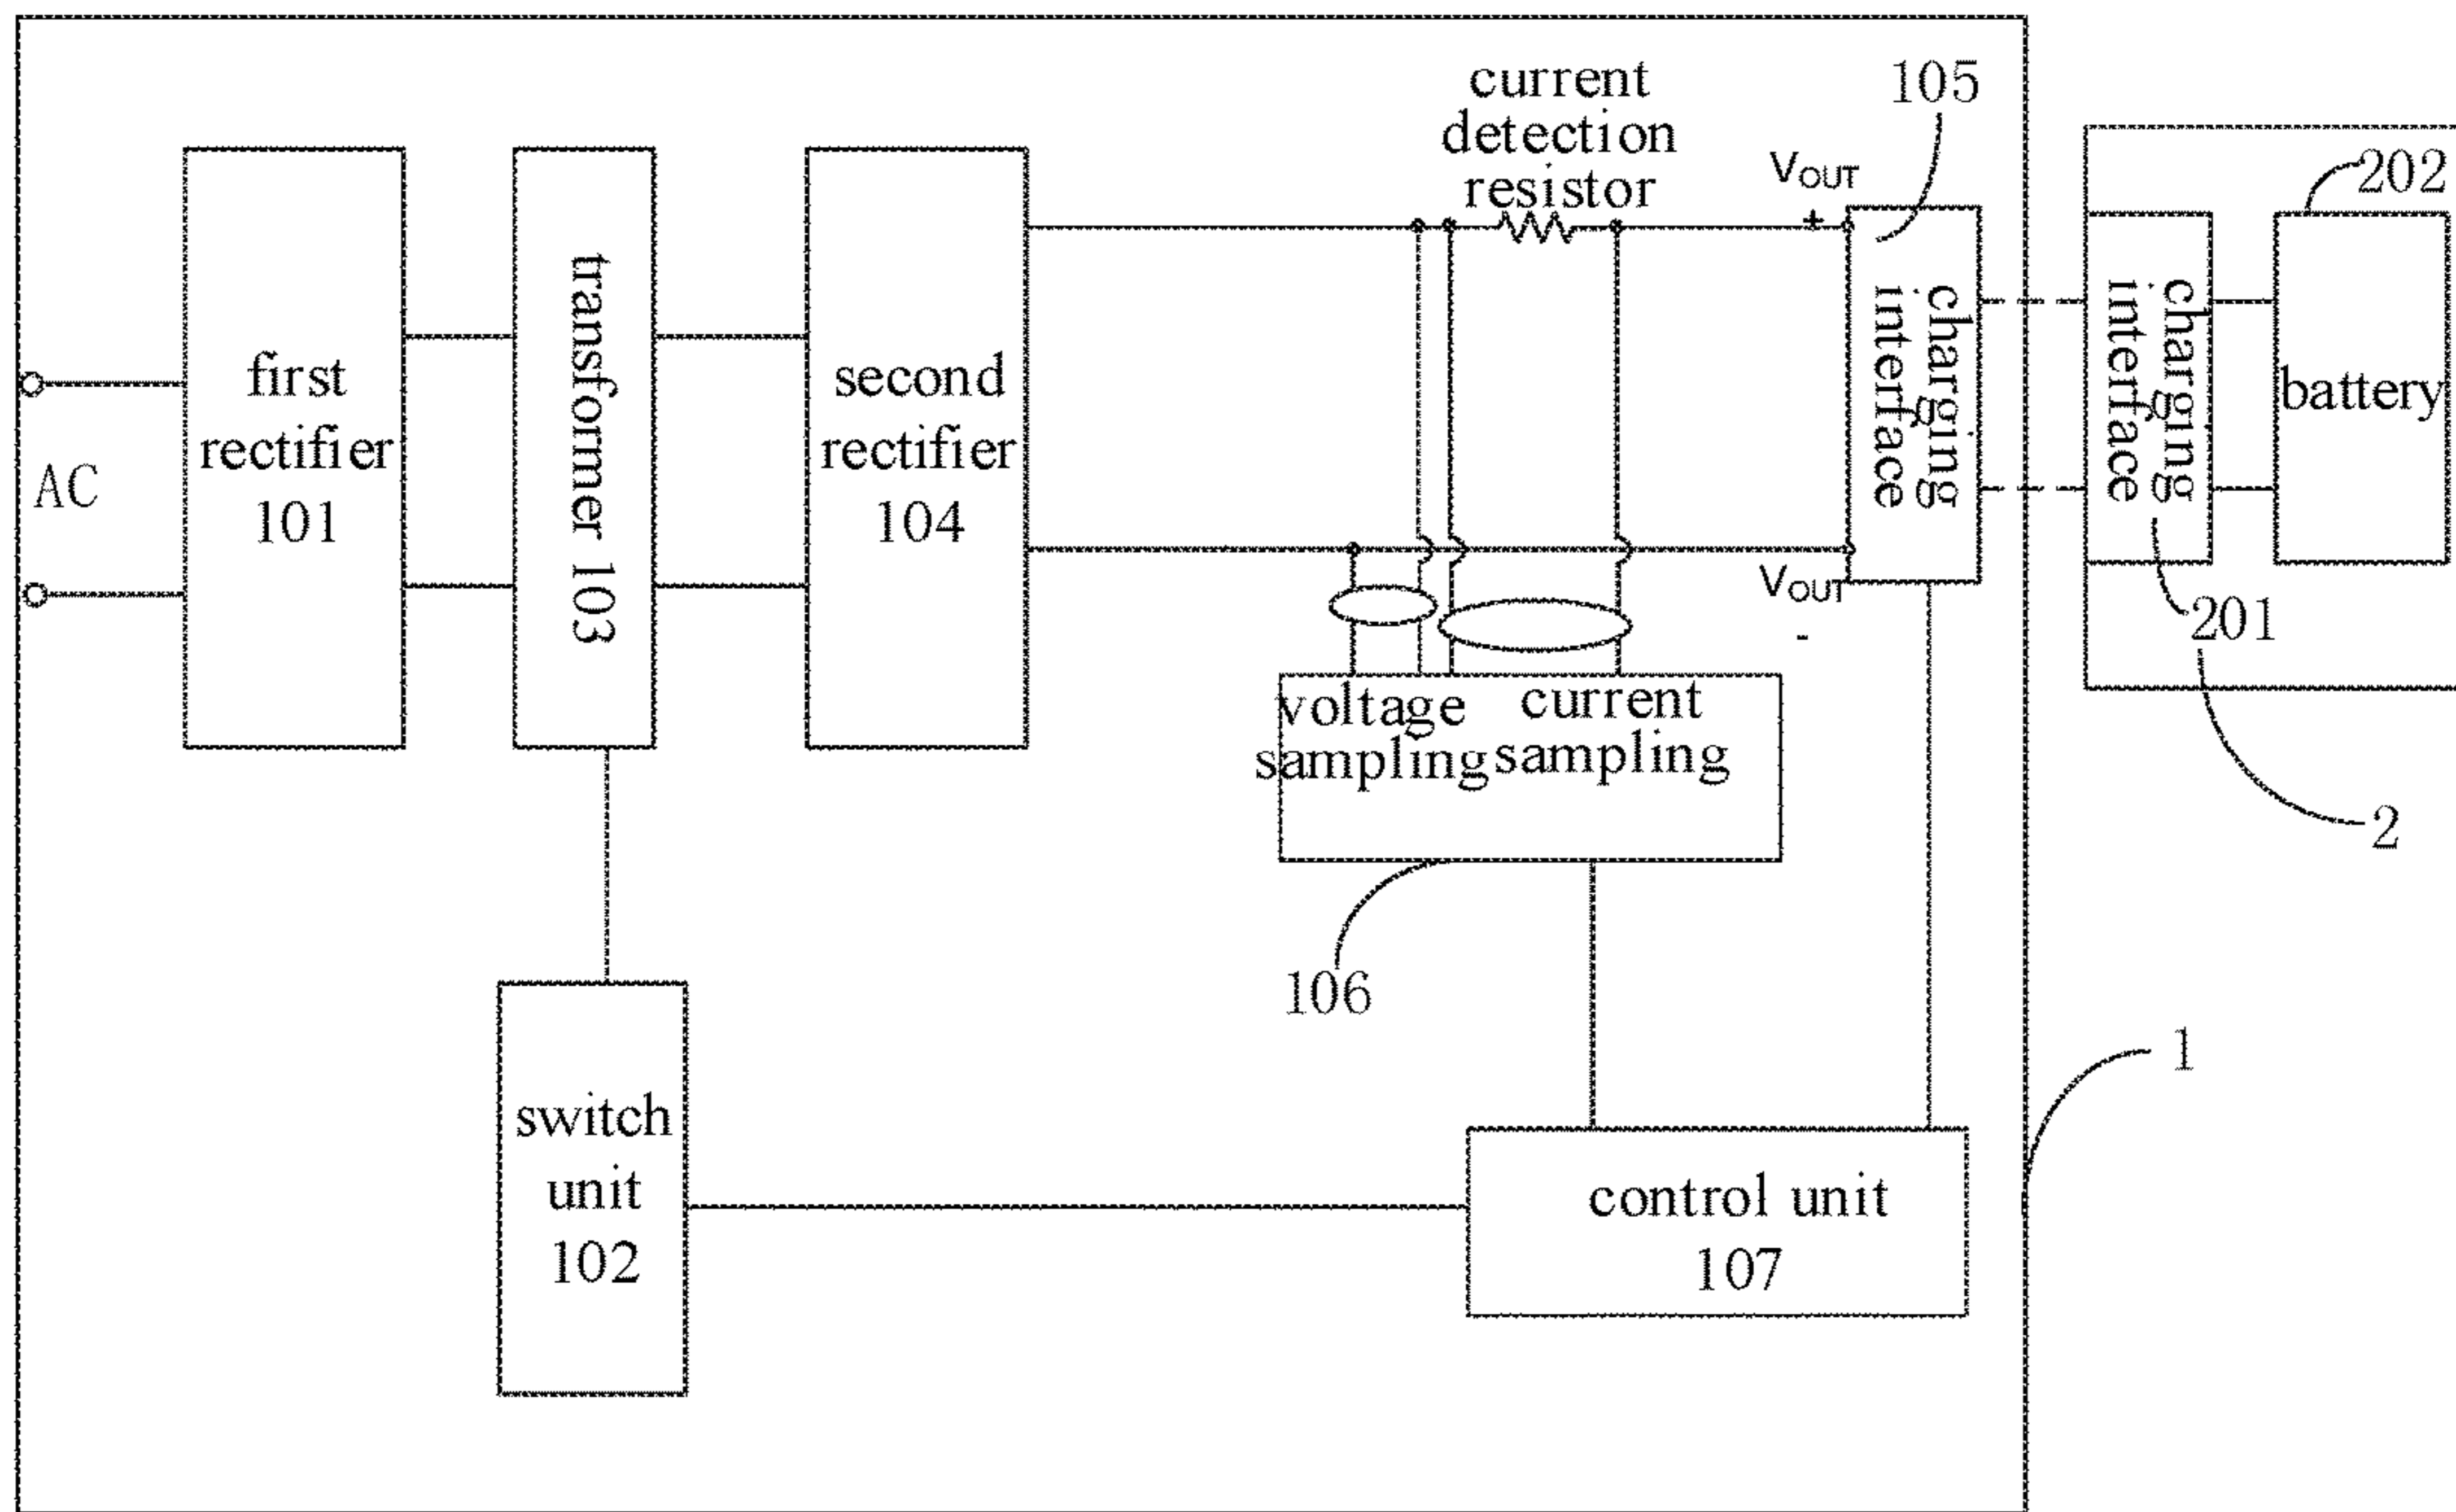 AC
first
rectifier
101
transformer 103
second
rectifier
104
current
detection
resistor
VOUT
+
105
charging
interface
VOUT
-
voltage
sampling
current
sampling
106
switch
unit
102
control unit
107
1
charging
interface
201
202
battery
2